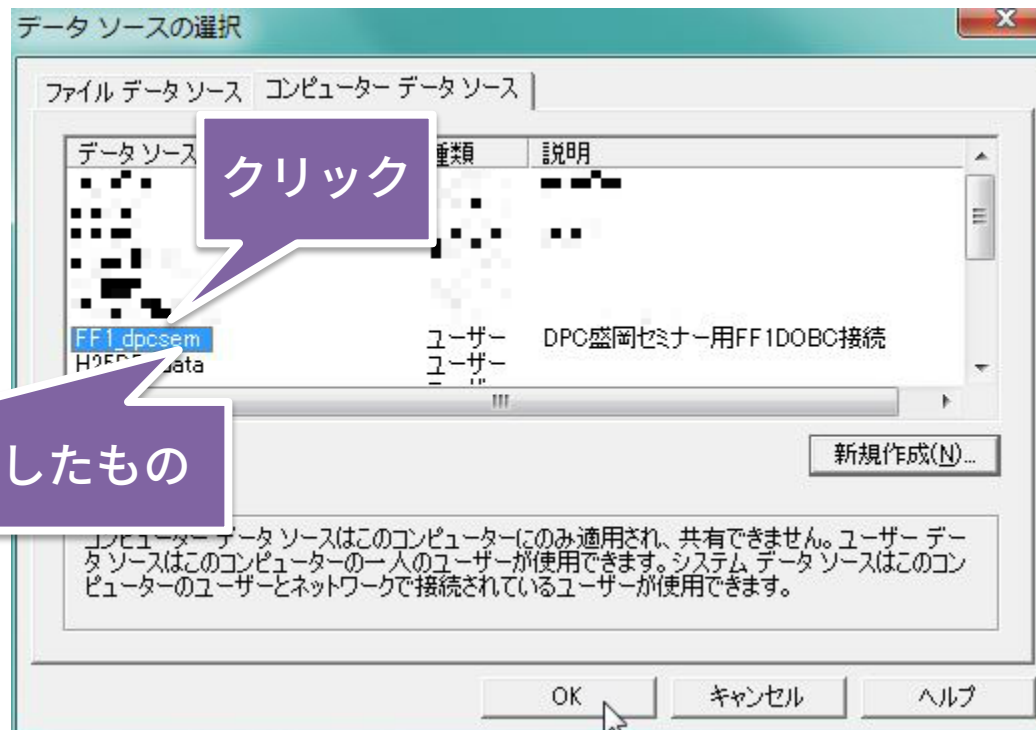 データ ソースの選択
ファイル データ ソース コンピューター データ ソース
データ ソース 種類 説明
クリック
FF1_dpcsem ユーザー DPC盛岡セミナー用FF1DOBC接続
ユーザー
したもの
新規作成(N)...
コンピューター データ ソースはこのコンピューターにのみ適用され、共有できません。ユーザー デー
タ ソースはこのコンピューターの一人のユーザーが使用できます。システム データ ソースはこのコン
ピューターのユーザーとネットワークで接続されているユーザーが使用できます。
OK キャンセル ヘルプ